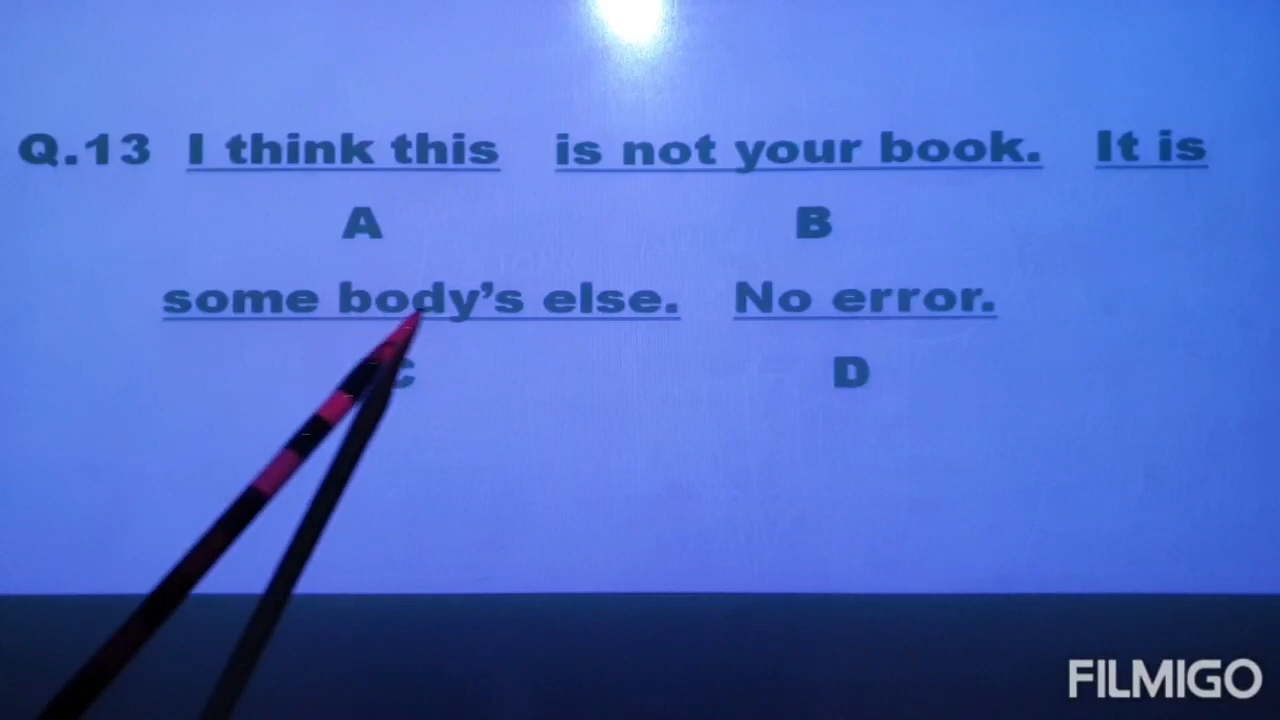 Q.13 I think this is not your book. It is
A B
some body's else. No error.
C D
FILMIGO